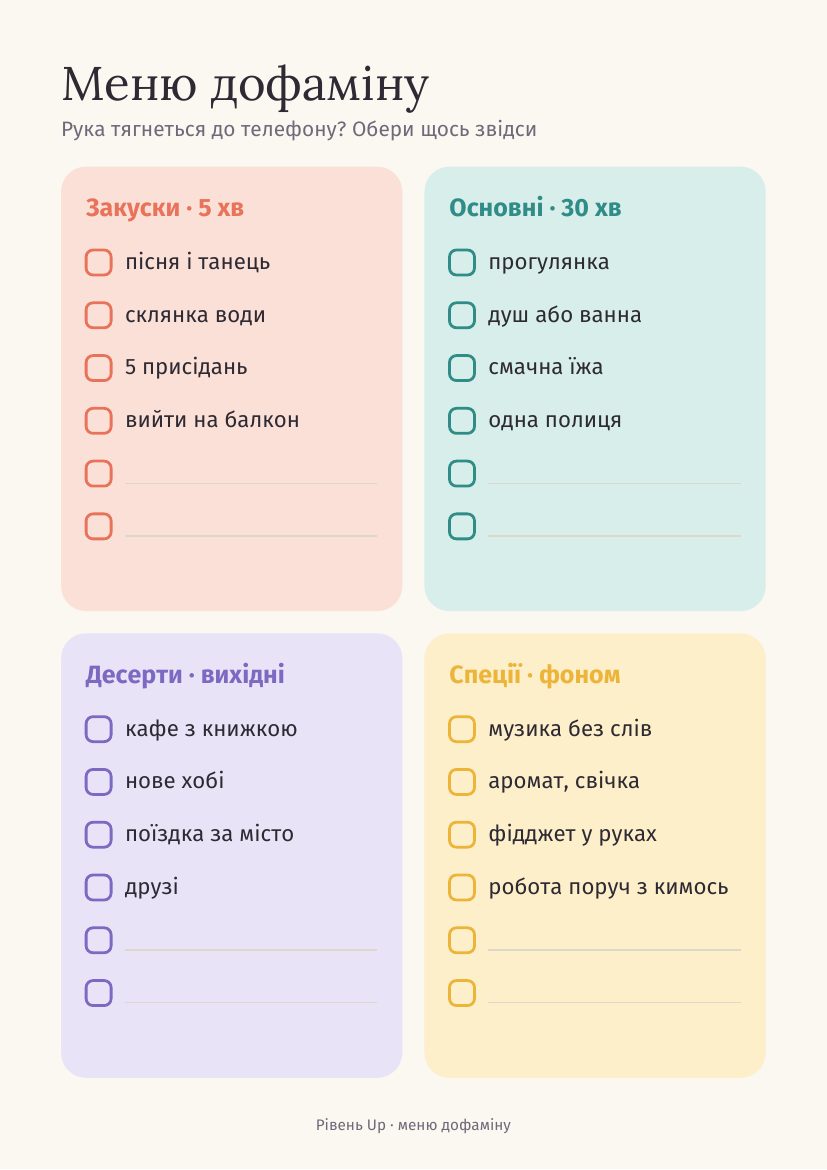 Меню дофаміну
Рука тягнеться до телефону? Обери щось звідси
Закуски · 5 хв
пісня і танець
склянка води
5 присідань
вийти на балкон
Основні · 30 хв
прогулянка
душ або ванна
смачна їжа
одна полиця
Десерти · вихідні
кафе з книжкою
нове хобі
поїздка за місто
друзі
Спеції · фоном
музика без слів
аромат, свічка
фідджет у руках
робота поруч з кимось
Рівень Up · меню дофаміну